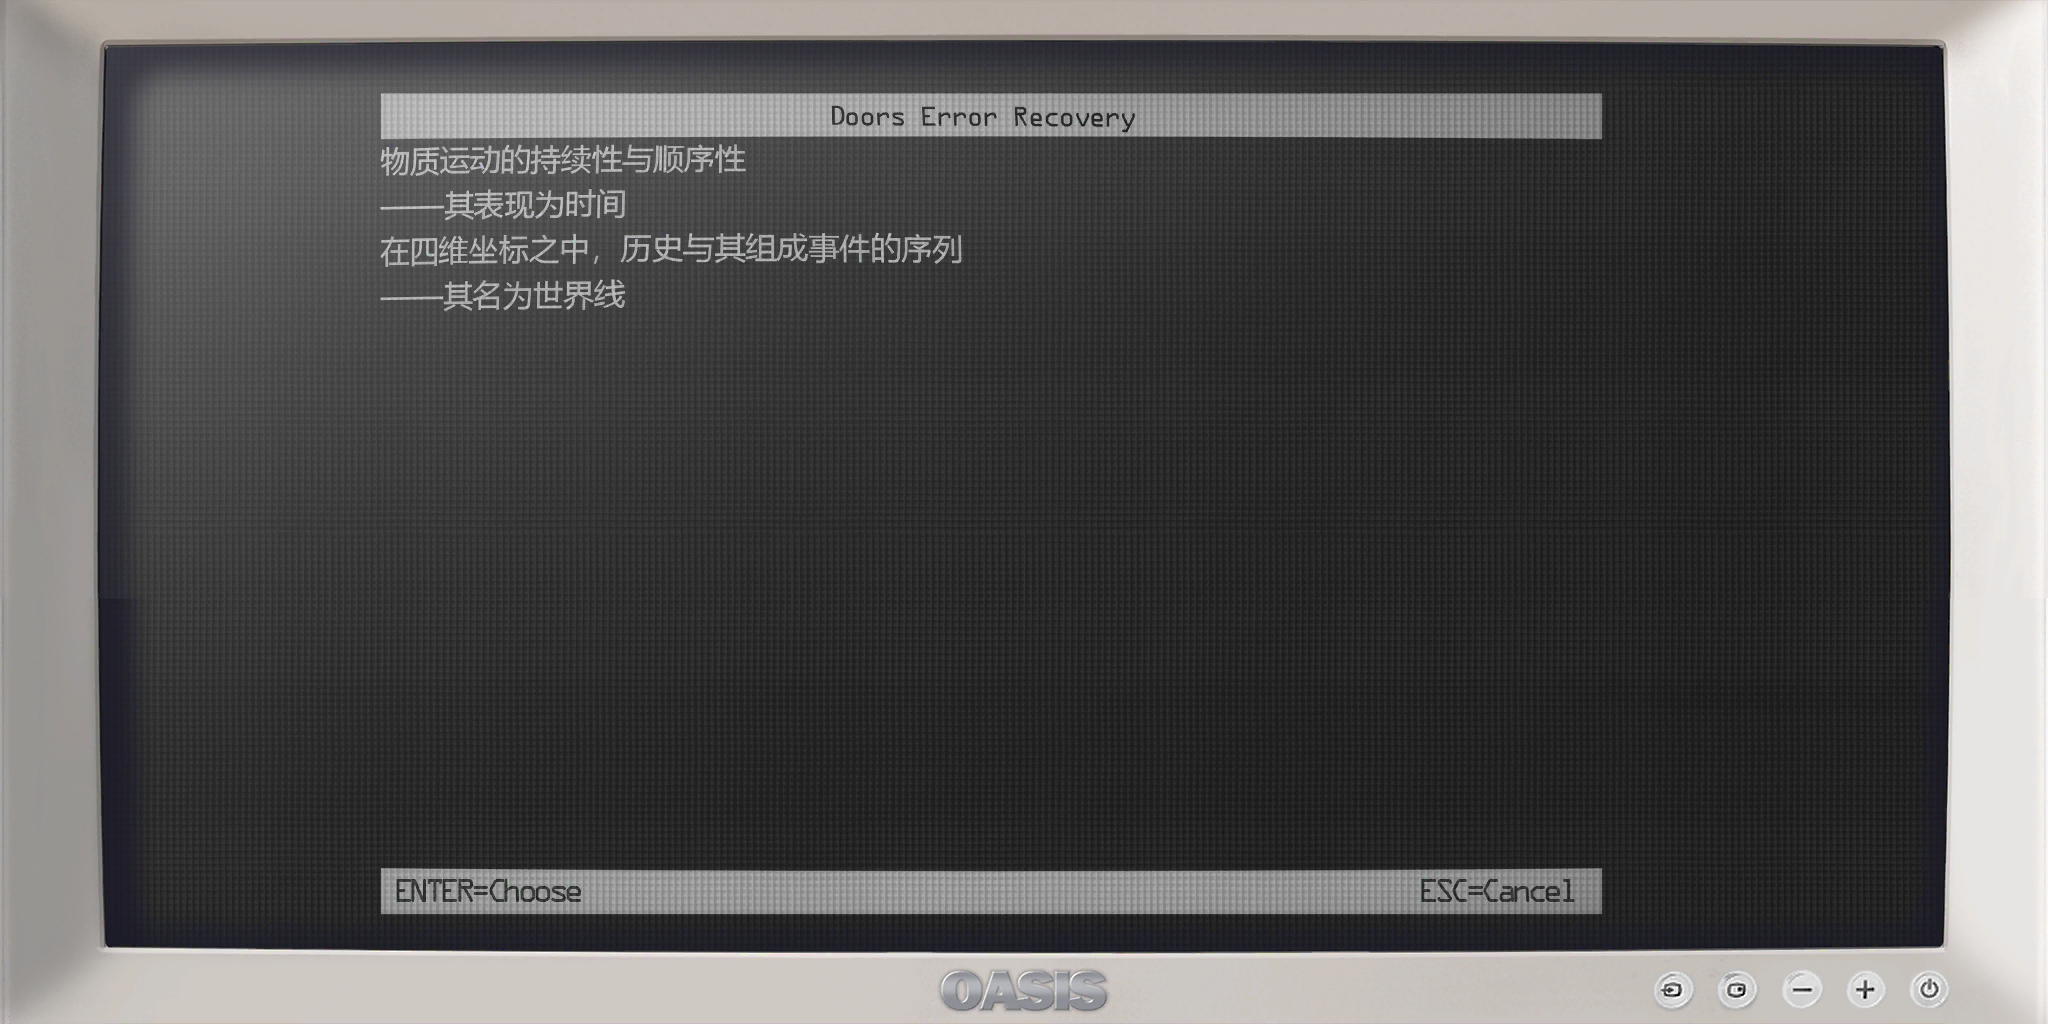 Doors Error Recovery
物质运动的持续性与顺序性
——其表现为时间
在四维坐标之中，历史与其组成事件的序列
——其名为世界线
ENTER=Choose
ESC=Cancel
OASIS